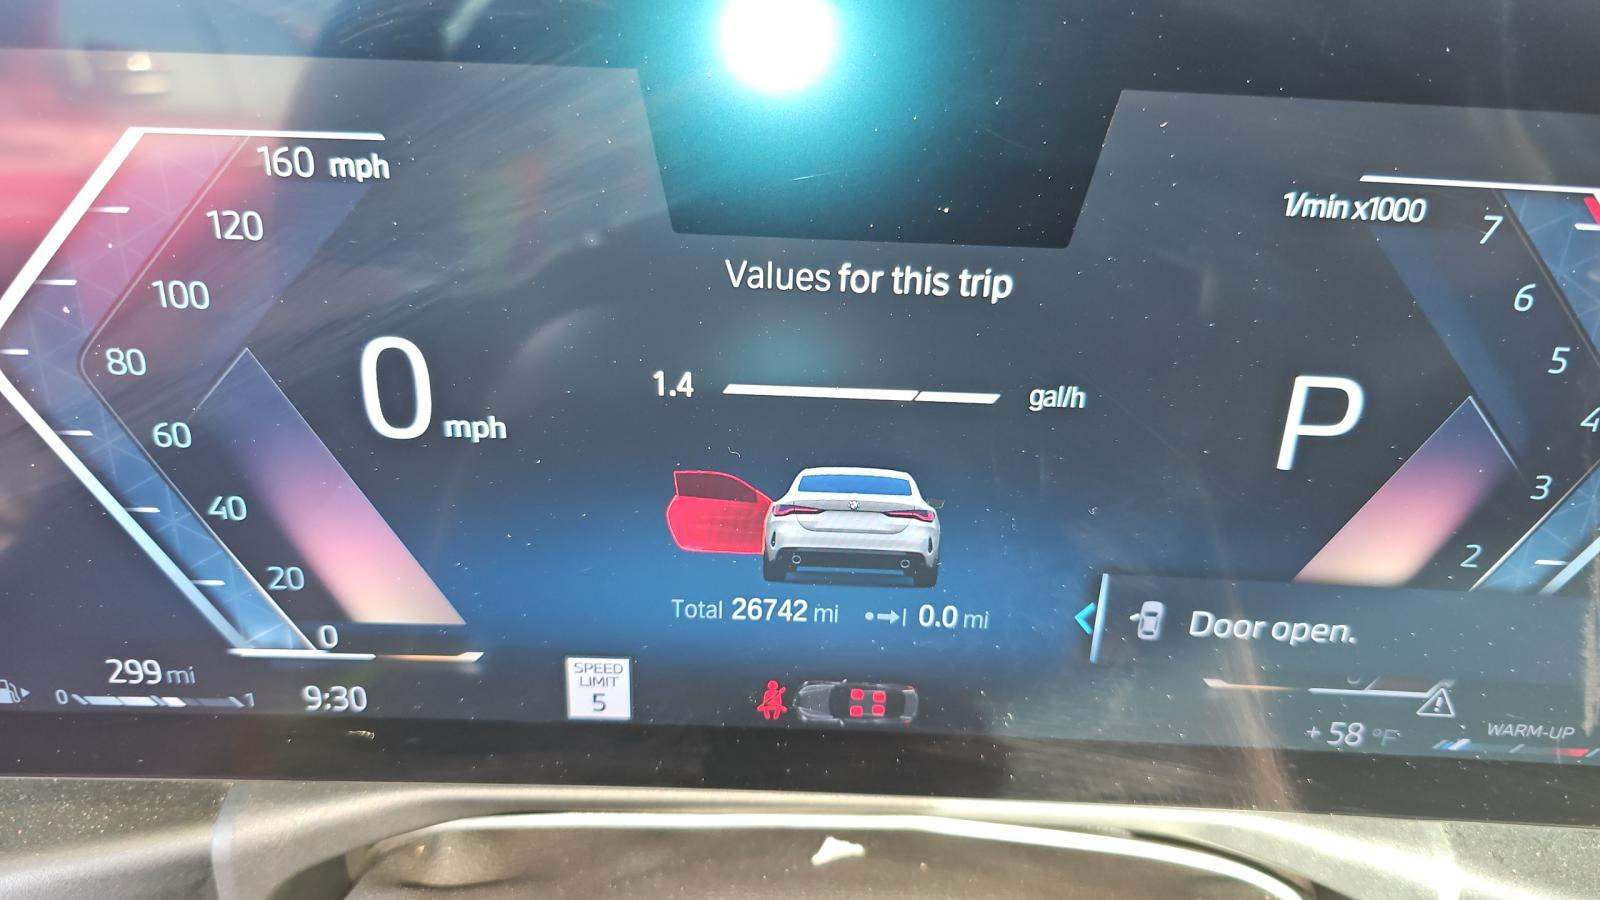 160 mph
120
100
80
60
40
20
0
0 mph
299 mi
0 1
9:30
Values for this trip
1.4 gal/h
Total 26742 mi 0.0 mi
SPEED
LIMIT
5
1/min x1000
7
6
5
4
3
2
P
Door open.
+58 °F
WARM-UP